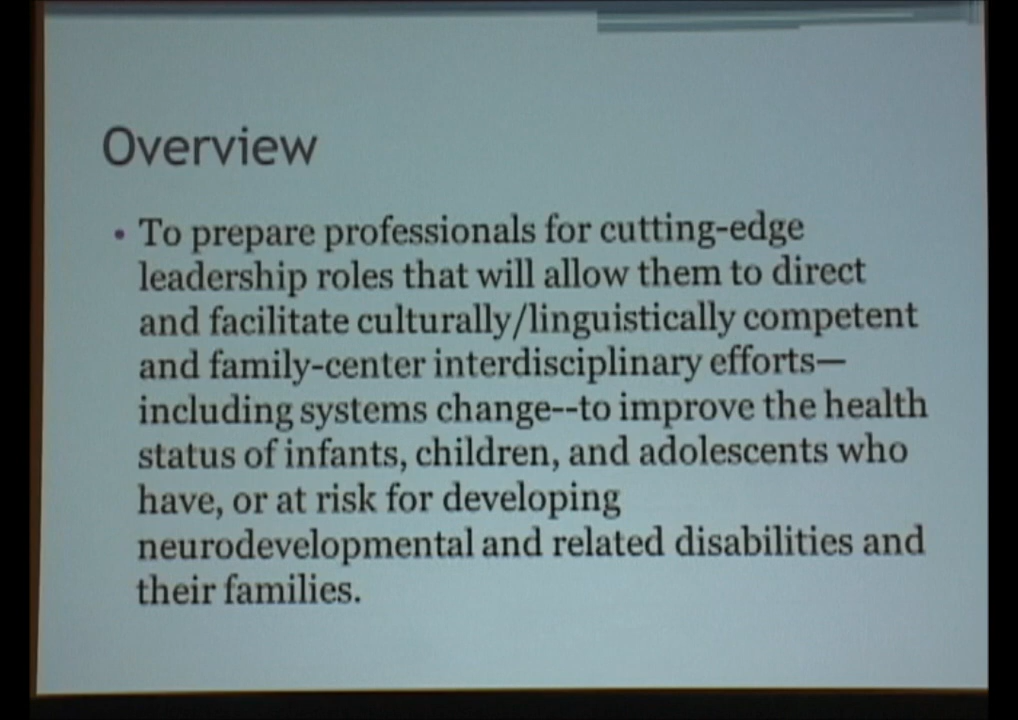 Overview
• To prepare professionals for cutting-edge
leadership roles that will allow them to direct
and facilitate culturally/linguistically competent
and family-center interdisciplinary efforts—
including systems change--to improve the health
status of infants, children, and adolescents who
have, or at risk for developing
neurodevelopmental and related disabilities and
their families.